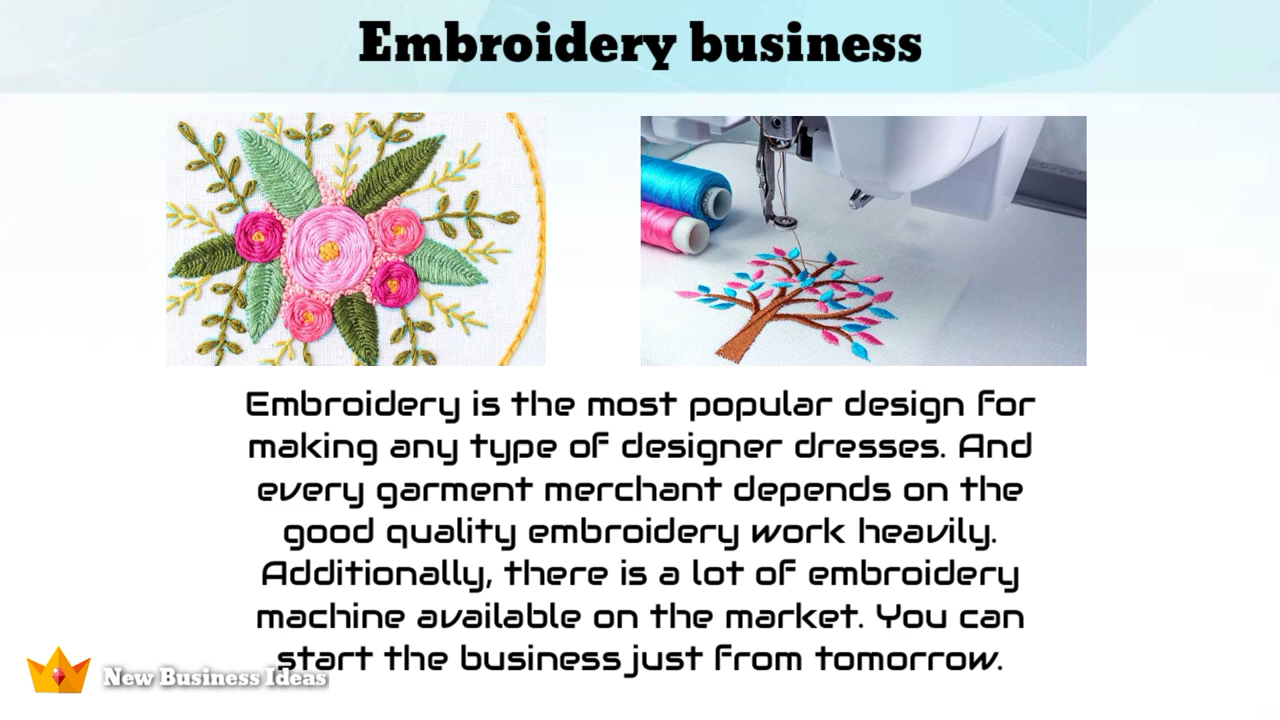 Embroidery business
Embroidery is the most popular design for
making any type of designer dresses. And
every garment merchant depends on the
good quality embroidery work heavily.
Additionally, there is a lot of embroidery
machine available on the market. You can
start the business just from tomorrow.
New Business Ideas